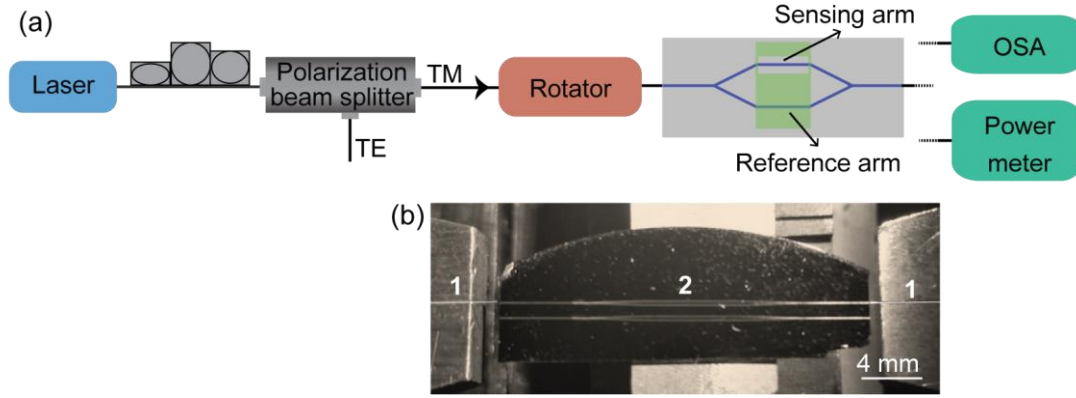 (a)
Sensing arm
OSA
Laser
Polarization
beam splitter
TM
Rotator
TE
Reference arm
Power
meter
(b)
1
2
1
4 mm